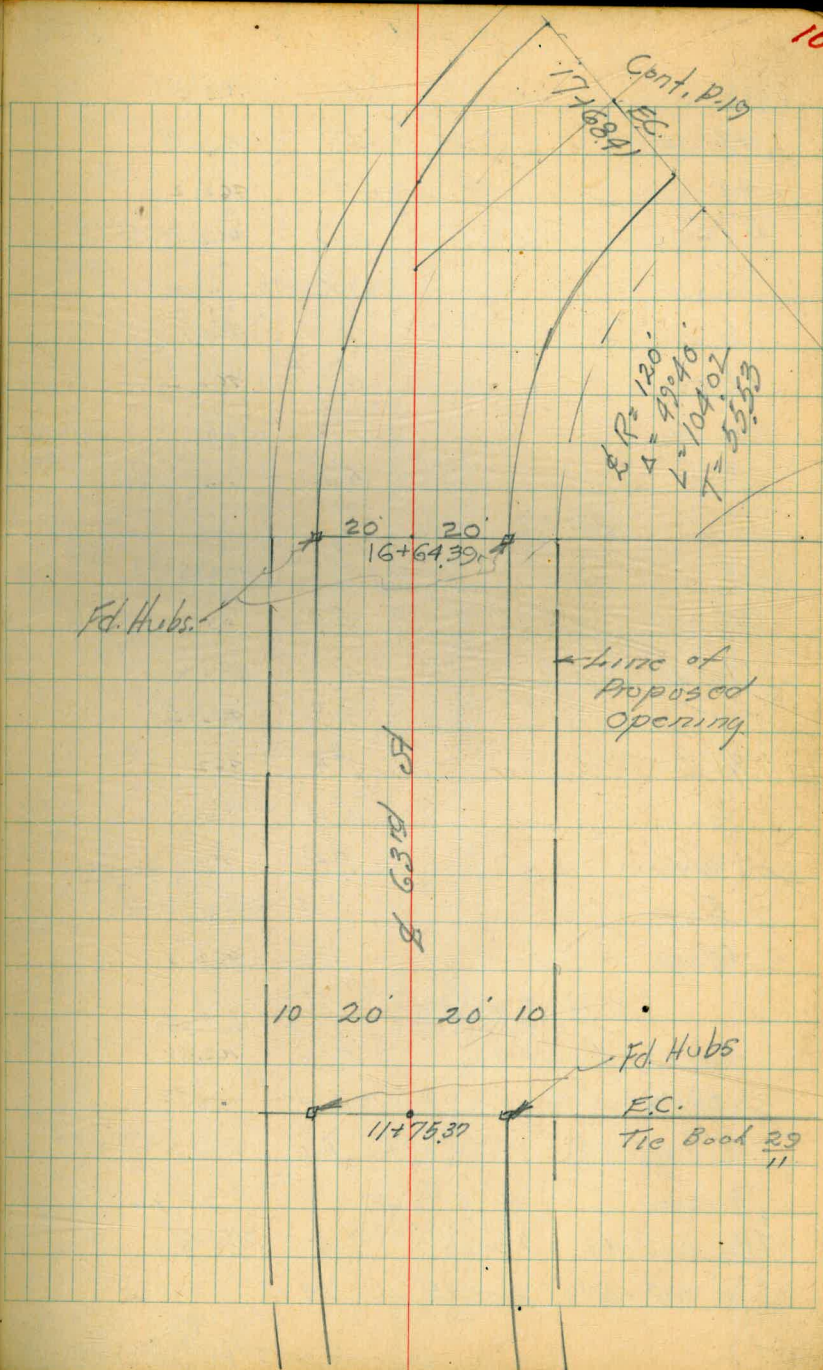 Cont. p.19
E.C.
17+68.41
℄ R= 120'
Δ= 49°40'
L= 104.02
T= 55.53
20' 20'
16+64.39
Fd. Hubs.
Line of
Proposed
Opening
℄ 63rd St
10 20' 20' 10
Fd. Hubs
E.C.
11+75.37
Tie Book 29
11